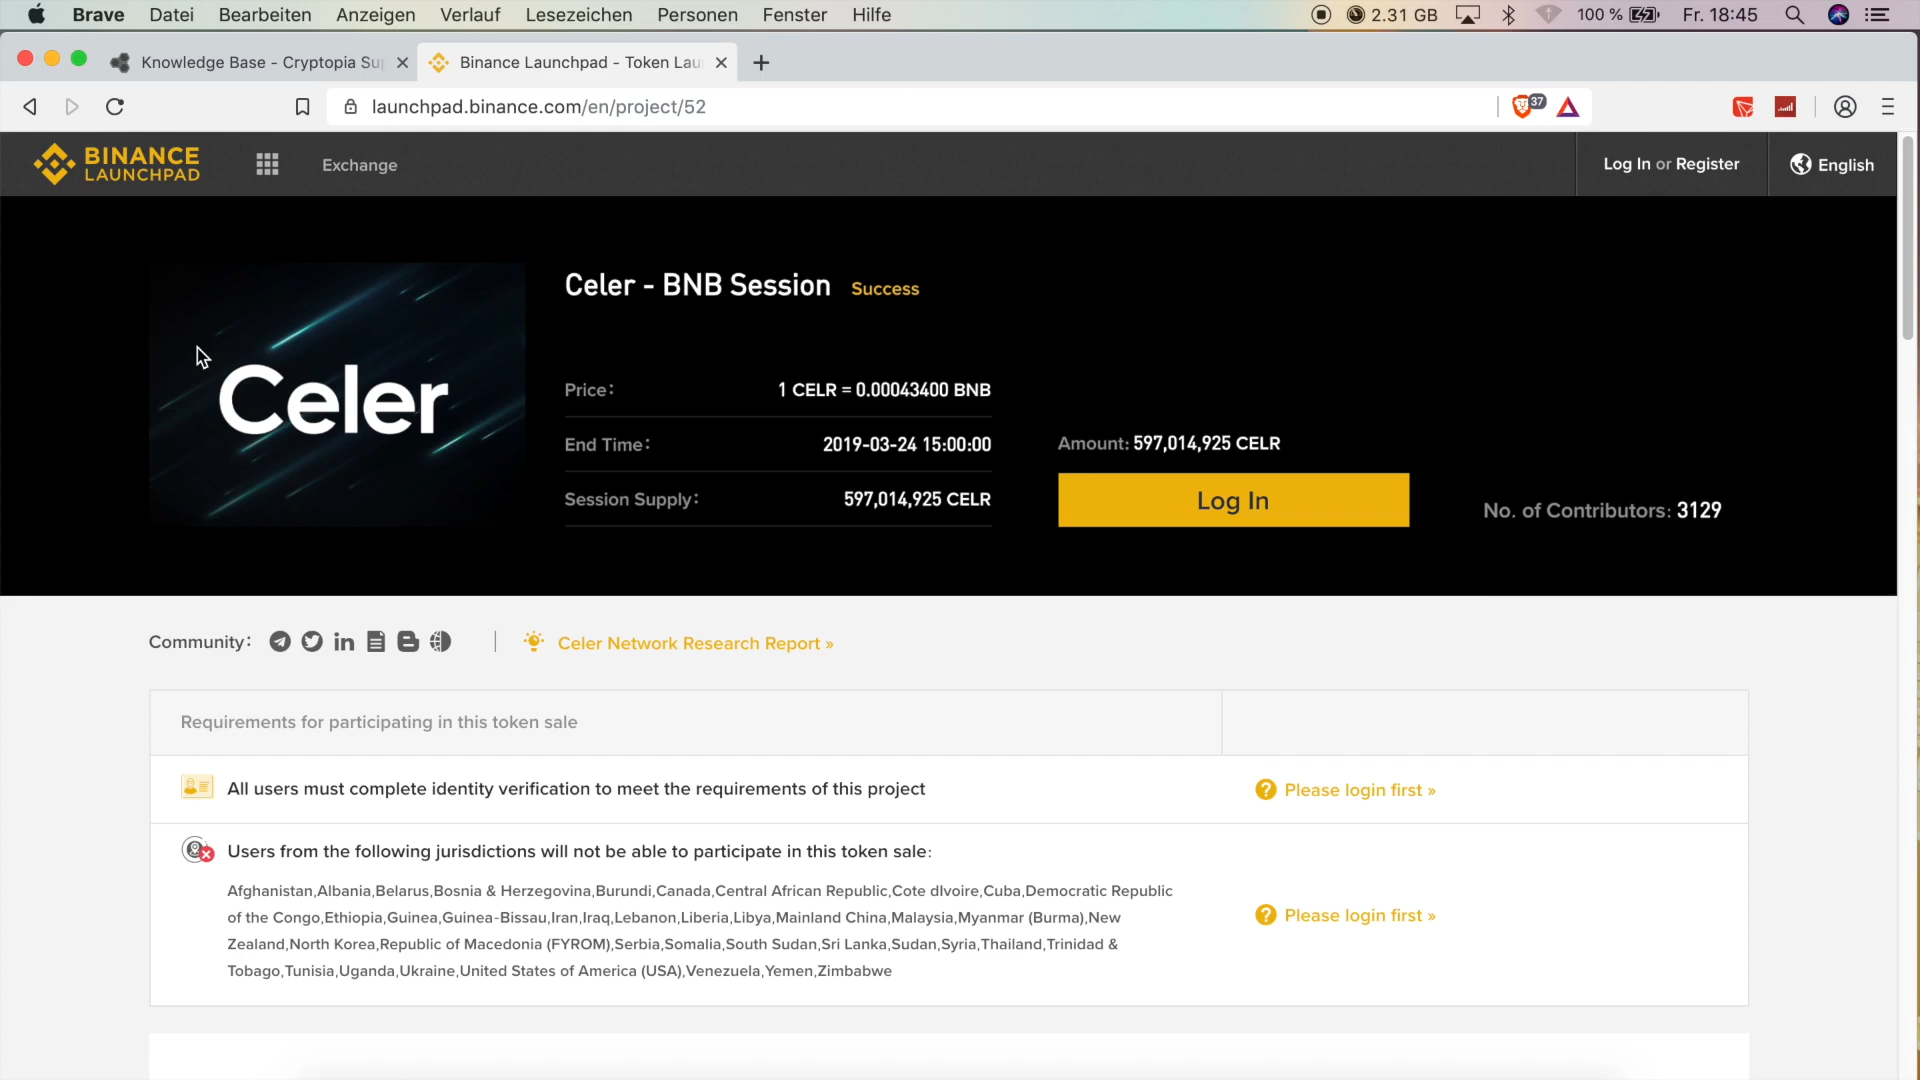 Brave Datei Bearbeiten Anzeigen Verlauf Lesezeichen Personen Fenster Hilfe 2.31 GB 100 % Fr. 18:45
Knowledge Base - Cryptopia Su
Binance Launchpad - Token Lau
launchpad.binance.com/en/project/52
37
BINANCE
LAUNCHPAD
Exchange
Log In or Register
English
Celer
Celer - BNB Session Success
Price: 1 CELR = 0.00043400 BNB
End Time: 2019-03-24 15:00:00
Session Supply: 597,014,925 CELR
Amount: 597,014,925 CELR
Log In
No. of Contributors: 3129
Community:
Celer Network Research Report »
Requirements for participating in this token sale
All users must complete identity verification to meet the requirements of this project
Please login first »
Users from the following jurisdictions will not be able to participate in this token sale:
Afghanistan,Albania,Belarus,Bosnia & Herzegovina,Burundi,Canada,Central African Republic,Cote dIvoire,Cuba,Democratic Republic
of the Congo,Ethiopia,Guinea,Guinea-Bissau,Iran,Iraq,Lebanon,Liberia,Libya,Mainland China,Malaysia,Myanmar (Burma),New
Zealand,North Korea,Republic of Macedonia (FYROM),Serbia,Somalia,South Sudan,Sri Lanka,Sudan,Syria,Thailand,Trinidad &
Tobago,Tunisia,Uganda,Ukraine,United States of America (USA),Venezuela,Yemen,Zimbabwe
Please login first »